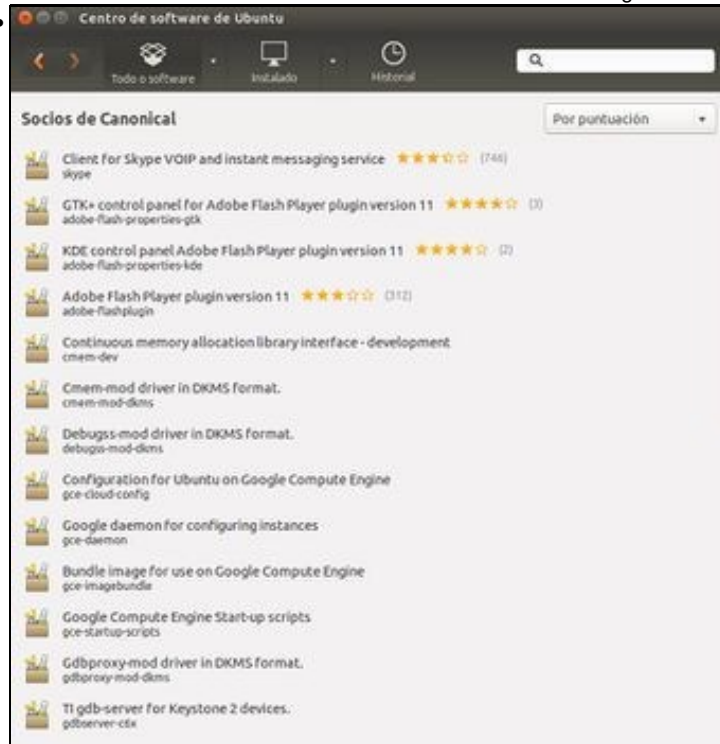 Centro de software de Ubuntu
Todo o software
Instalado
Historial
Socios de Canonical
Por puntuación
Client for Skype VOIP and instant messaging service (746)
skype
GTK+ control panel for Adobe Flash Player plugin version 11 (3)
adobe-flash-properties-gtk
KDE control panel Adobe Flash Player plugin version 11 (2)
adobe-flash-properties-kde
Adobe Flash Player plugin version 11 (312)
adobe-flashplugin
Continuous memory allocation library interface - development
cmem-dev
Cmem-mod driver in DKMS format.
cmem-mod-dkms
Debugss-mod driver in DKMS format.
debugss-mod-dkms
Configuration for Ubuntu on Google Compute Engine
gce-cloud-config
Google daemon for configuring instances
gce-daemon
Bundle image for use on Google Compute Engine
gce-imagebundle
Google Compute Engine Start-up scripts
gce-startup-scripts
Gdbproxy-mod driver in DKMS format.
gdbproxy-mod-dkms
TI gdb-server for Keystone 2 devices.
gdbserver-c6x